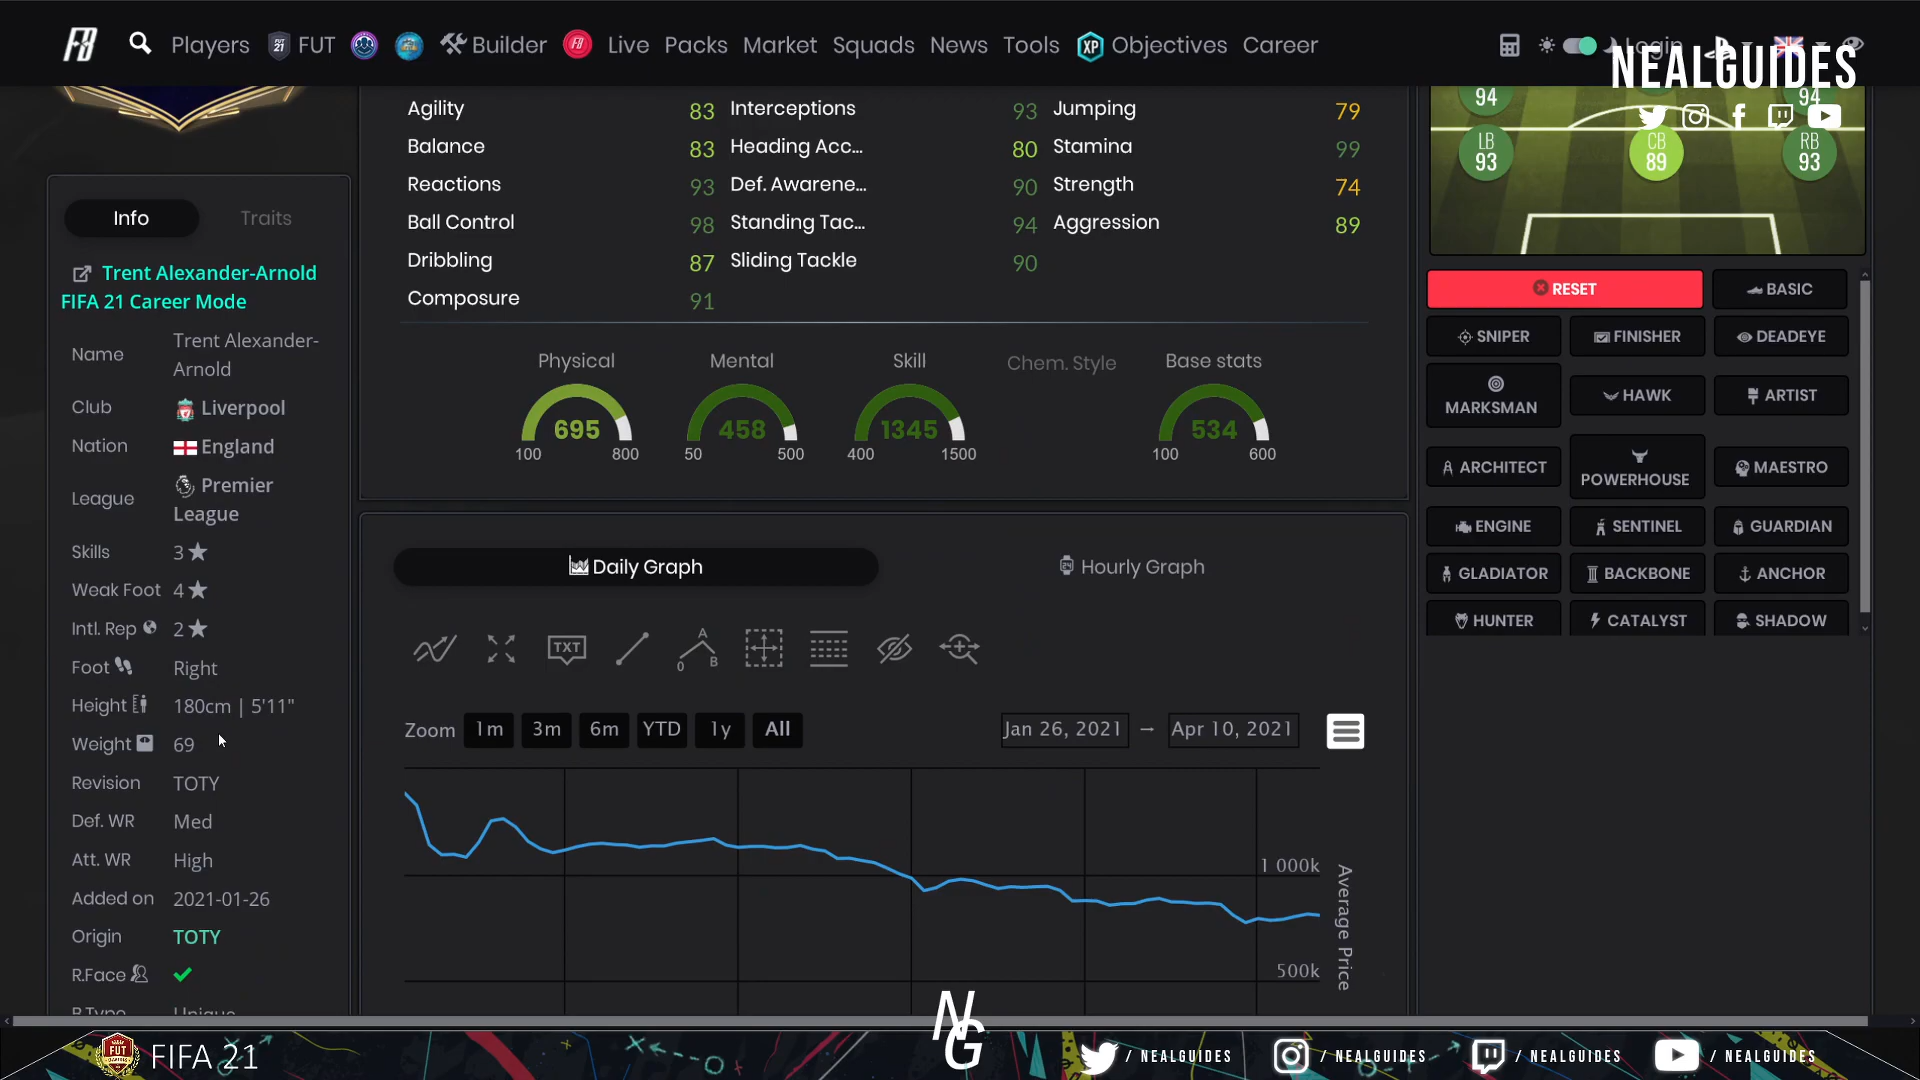 Players FUT Builder Live Packs Market Squads News Tools XP Objectives Career Login
NEALGUIDES
Agility 83 Interceptions 93 Jumping 79
Balance 83 Heading Acc... 80 Stamina 99
Reactions 93 Def. Awarene... 90 Strength 74
Ball Control 98 Standing Tac... 94 Aggression 89
Dribbling 87 Sliding Tackle 90
Composure 91
94 94
LB 93 CB 89 RB 93
Info Traits
Trent Alexander-Arnold
FIFA 21 Career Mode
Name Trent Alexander-
Arnold
Club Liverpool
Nation England
League Premier
League
Skills 3
Weak Foot 4
Intl. Rep 2
Foot Right
Height 180cm | 5'11"
Weight 69
Revision TOTY
Def. WR Med
Att. WR High
Added on 2021-01-26
Origin TOTY
R.Face
B.Type Unique
Physical Mental Skill Chem. Style Base stats
695 458 1345 534
100 800 50 500 400 1500 100 600
Daily Graph Hourly Graph
TXT
A
0 B
Zoom 1m 3m 6m YTD 1y All Jan 26, 2021 → Apr 10, 2021
1 000k
500k
Average Price
RESET BASIC
SNIPER FINISHER DEADEYE
MARKSMAN HAWK ARTIST
ARCHITECT POWERHOUSE MAESTRO
ENGINE SENTINEL GUARDIAN
GLADIATOR BACKBONE ANCHOR
HUNTER CATALYST SHADOW
NG
FUT FIFA 21 / NEALGUIDES / NEALGUIDES / NEALGUIDES / NEALGUIDES